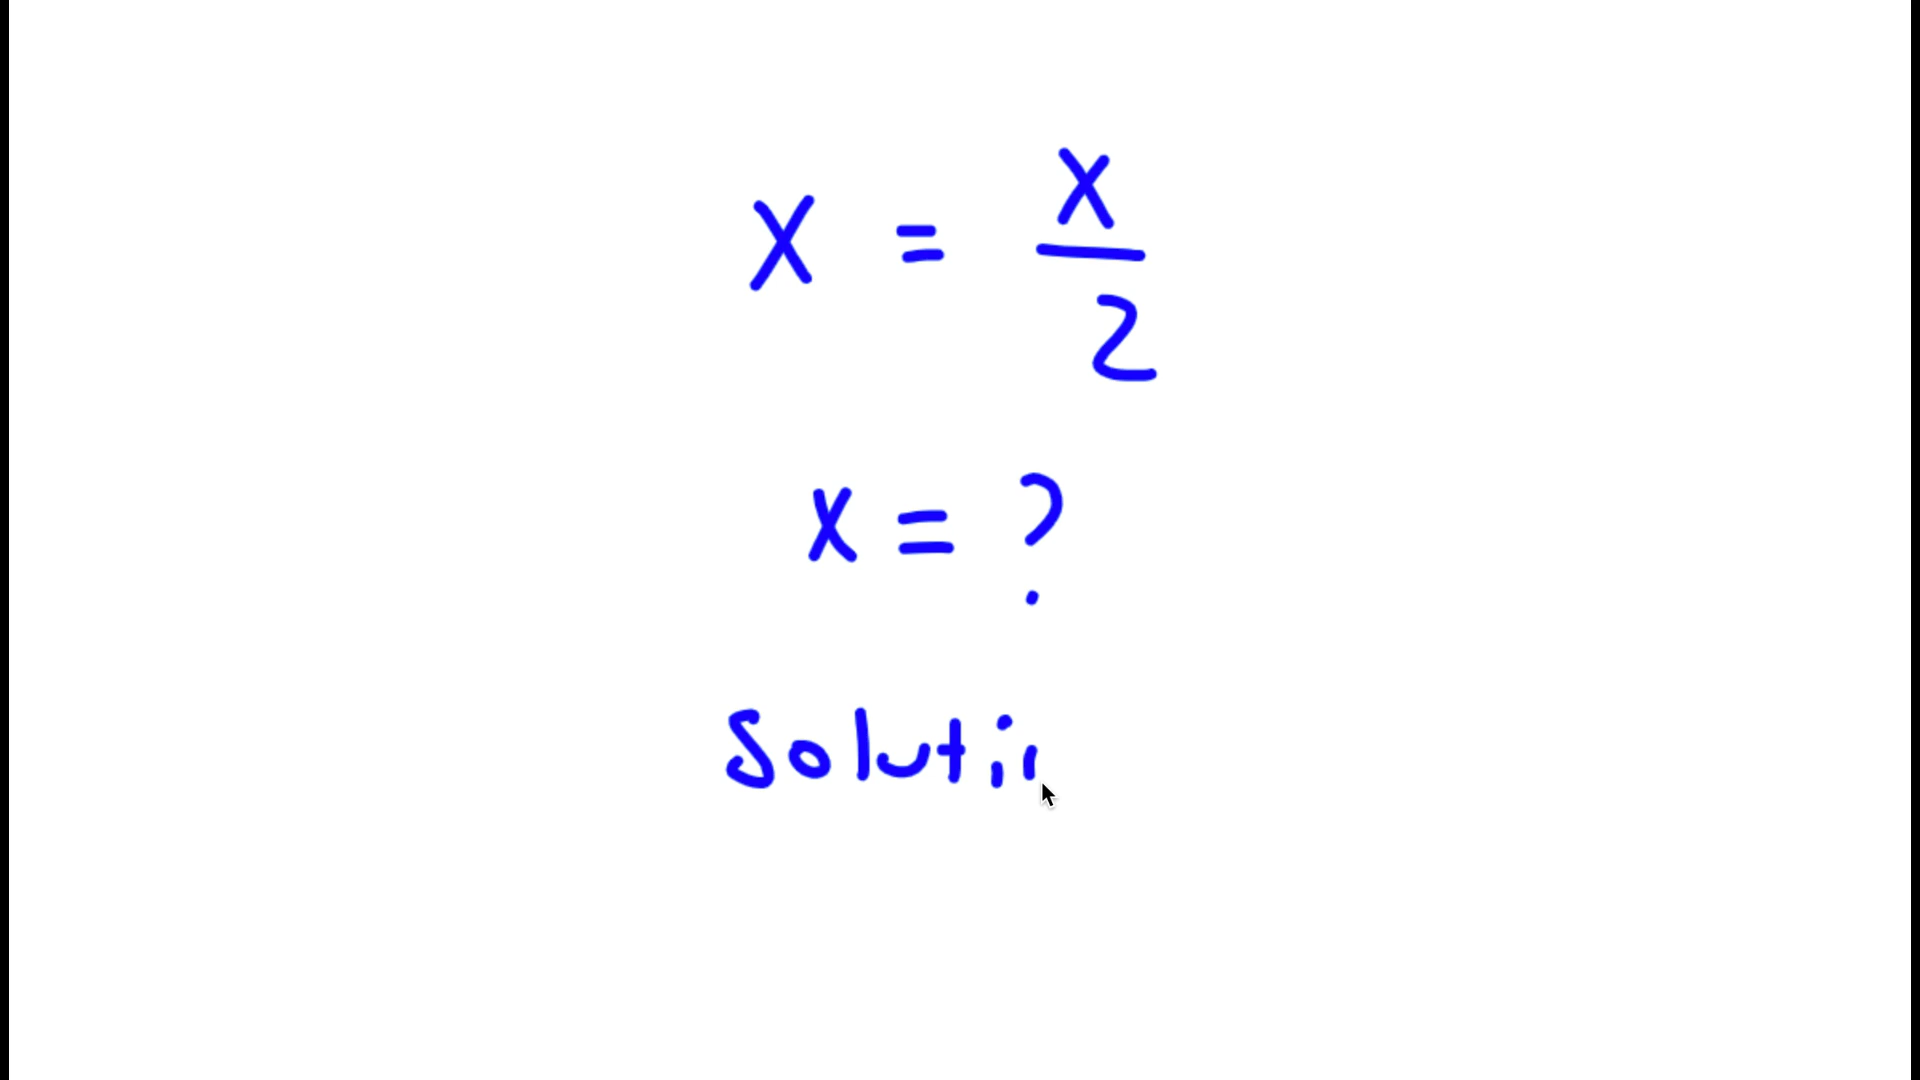 X = x/2
x = ?
Soluti